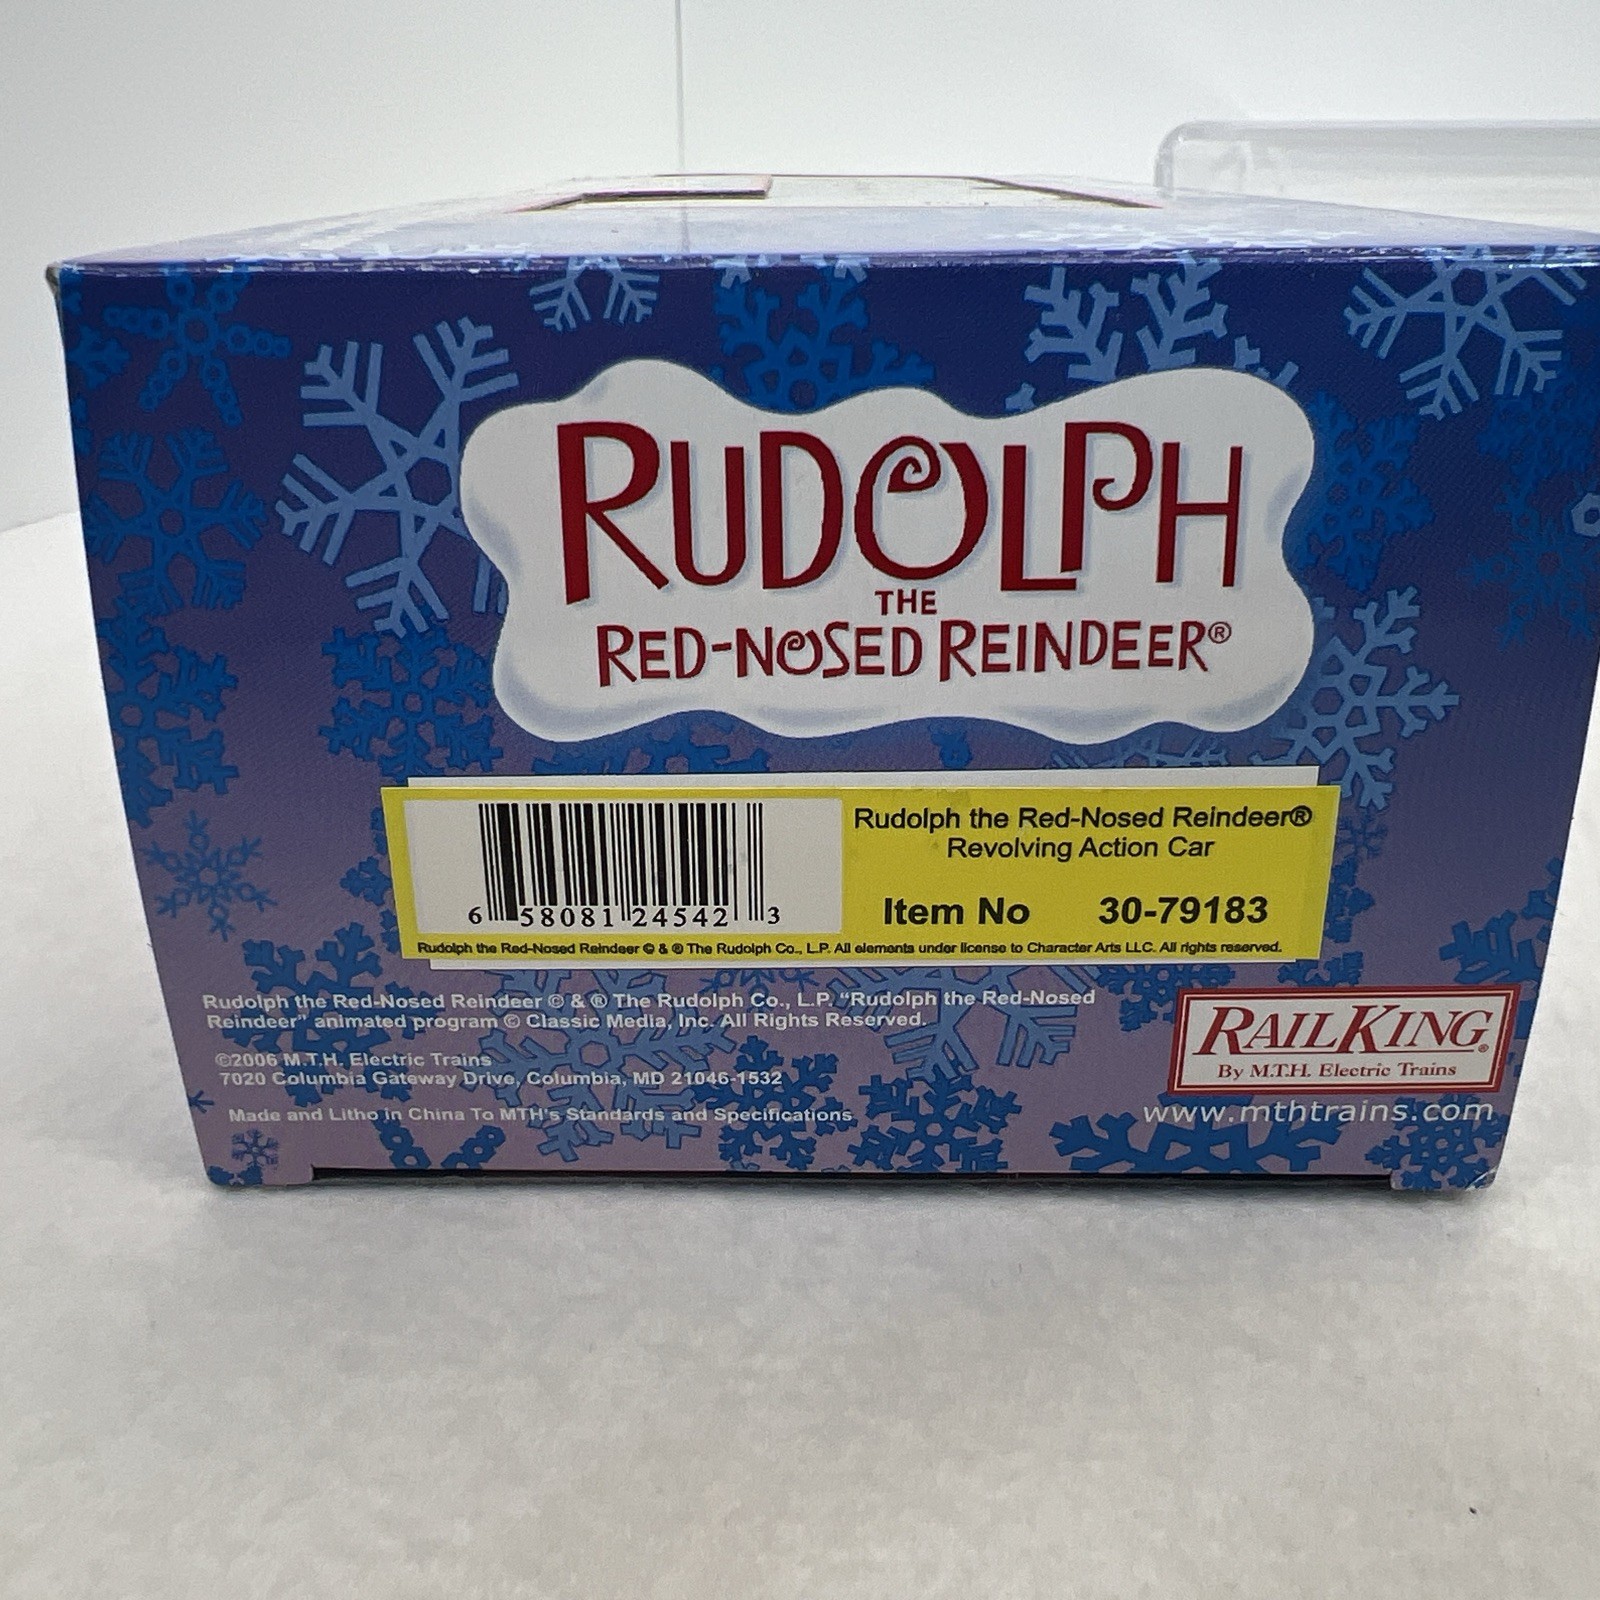 RUDOLPH
THE
RED-NOSED REINDEER®
Rudolph the Red-Nosed Reindeer®
Revolving Action Car
6 58081 24542 3
Item No 30-79183
Rudolph the Red-Nosed Reindeer © & ® The Rudolph Co., L.P. All elements under license to Character Arts LLC. All rights reserved.
Rudolph the Red-Nosed Reindeer © & ® The Rudolph Co., L.P. “Rudolph the Red-Nosed
Reindeer” animated program © Classic Media, Inc. All Rights Reserved.
©2006 M.T.H. Electric Trains
7020 Columbia Gateway Drive, Columbia, MD 21046-1532
Made and Litho in China To MTH's Standards and Specifications
RAILKING®
By M.T.H. Electric Trains
www.mthtrains.com